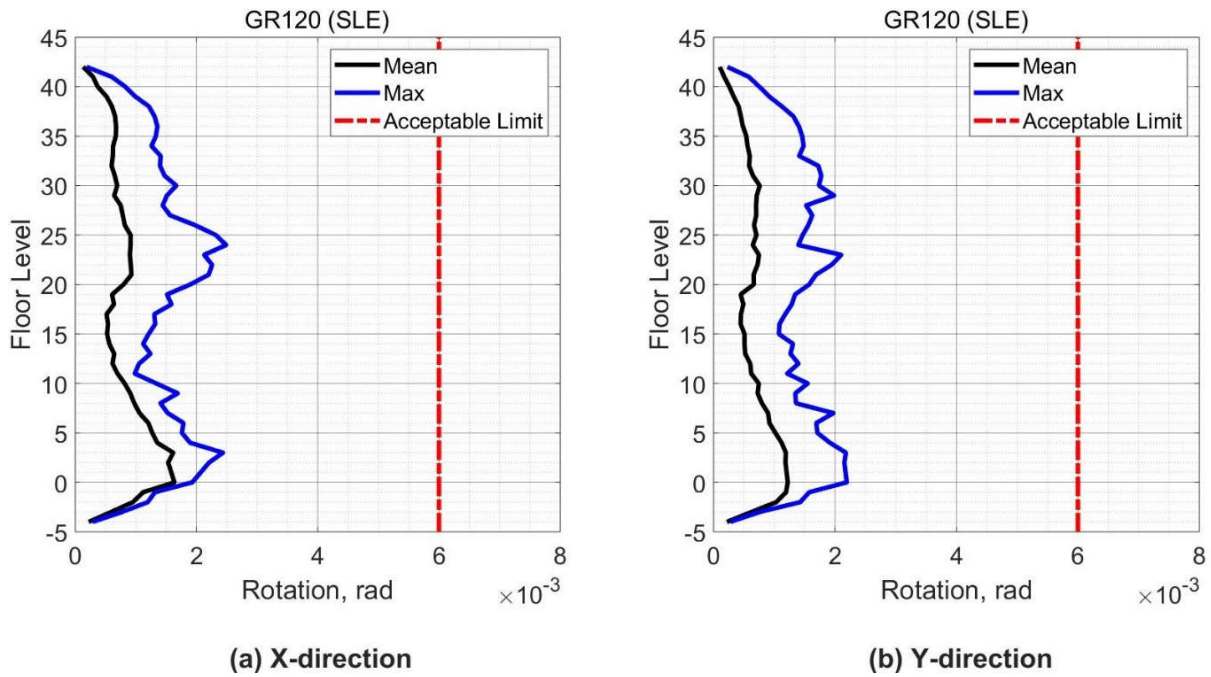 GR120 (SLE)
45
40
35
30
25
20
15
10
5
0
-5
Floor Level
Mean
Max
Acceptable Limit
0 2 4 6 8
Rotation, rad ×10-3
(a) X-direction
GR120 (SLE)
45
40
35
30
25
20
15
10
5
0
-5
Floor Level
Mean
Max
Acceptable Limit
0 2 4 6 8
Rotation, rad ×10-3
(b) Y-direction